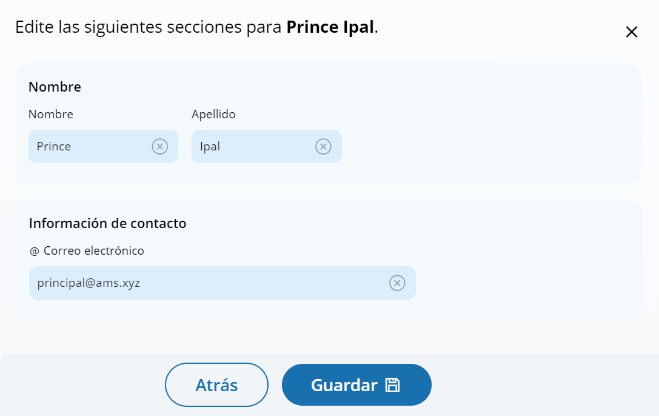 Edite las siguientes secciones para Prince Ipal.
Nombre
Nombre Apellido
Prince Ipal
Información de contacto
@ Correo electrónico
principal@ams.xyz
Atrás Guardar